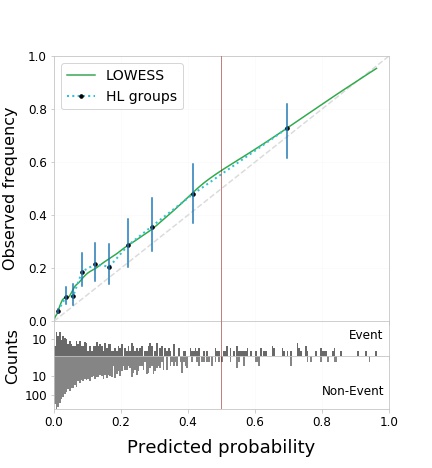 1.0
0.8
0.6
0.4
0.2
0.0
Observed frequency
LOWESS
HL groups
10
10
100
Counts
Event
Non-Event
0.0 0.2 0.4 0.6 0.8 1.0
Predicted probability